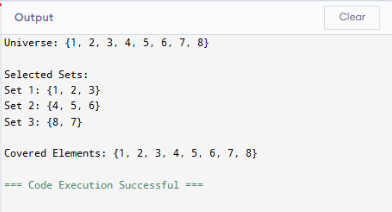 Output
Clear
Universe: {1, 2, 3, 4, 5, 6, 7, 8}
Selected Sets:
Set 1: {1, 2, 3}
Set 2: {4, 5, 6}
Set 3: {8, 7}
Covered Elements: {1, 2, 3, 4, 5, 6, 7, 8}
=== Code Execution Successful ===